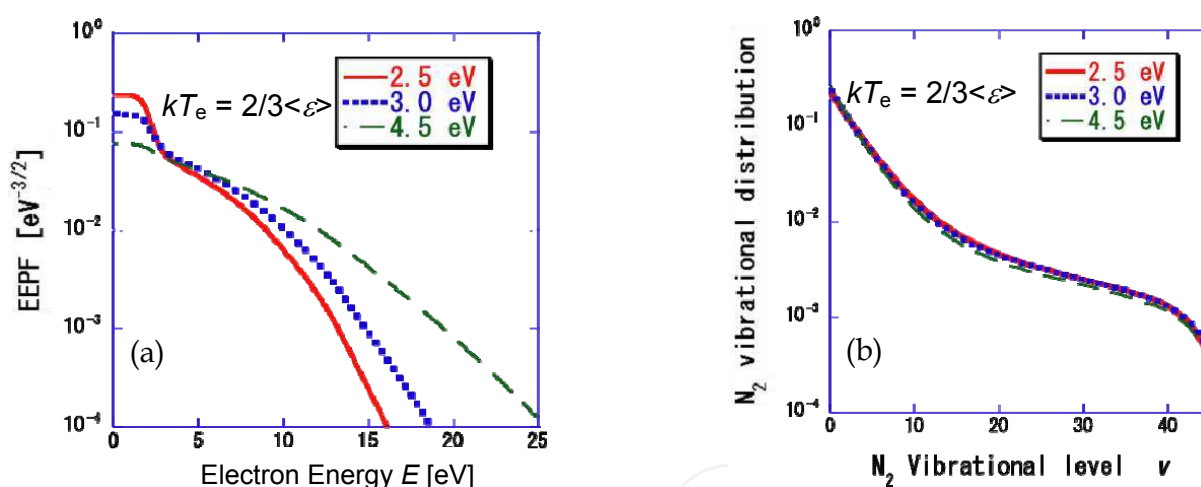 10⁰
10⁻¹
10⁻²
10⁻³
10⁻⁴
EEPF [eV⁻³/²]
kTₑ = 2/3<ε>
2.5 eV
3.0 eV
4.5 eV
(a)
0 5 10 15 20 25
Electron Energy E [eV]
10⁰
10⁻¹
10⁻²
10⁻³
10⁻⁴
N₂ vibrational distribution
kTₑ = 2/3<ε>
2.5 eV
3.0 eV
4.5 eV
(b)
0 10 20 30 40
N₂ Vibrational level v